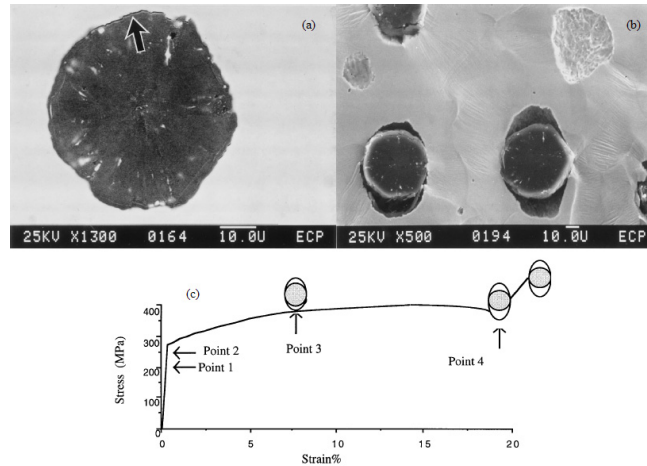 (a)
(b)
25KV X1300 0164 10.0U ECP
25KV X500 0194 10.0U ECP
(c)
400
300
200
100
0
Stress (MPa)
Point 2
Point 1
Point 3
Point 4
0
5
10
15
20
Strain%